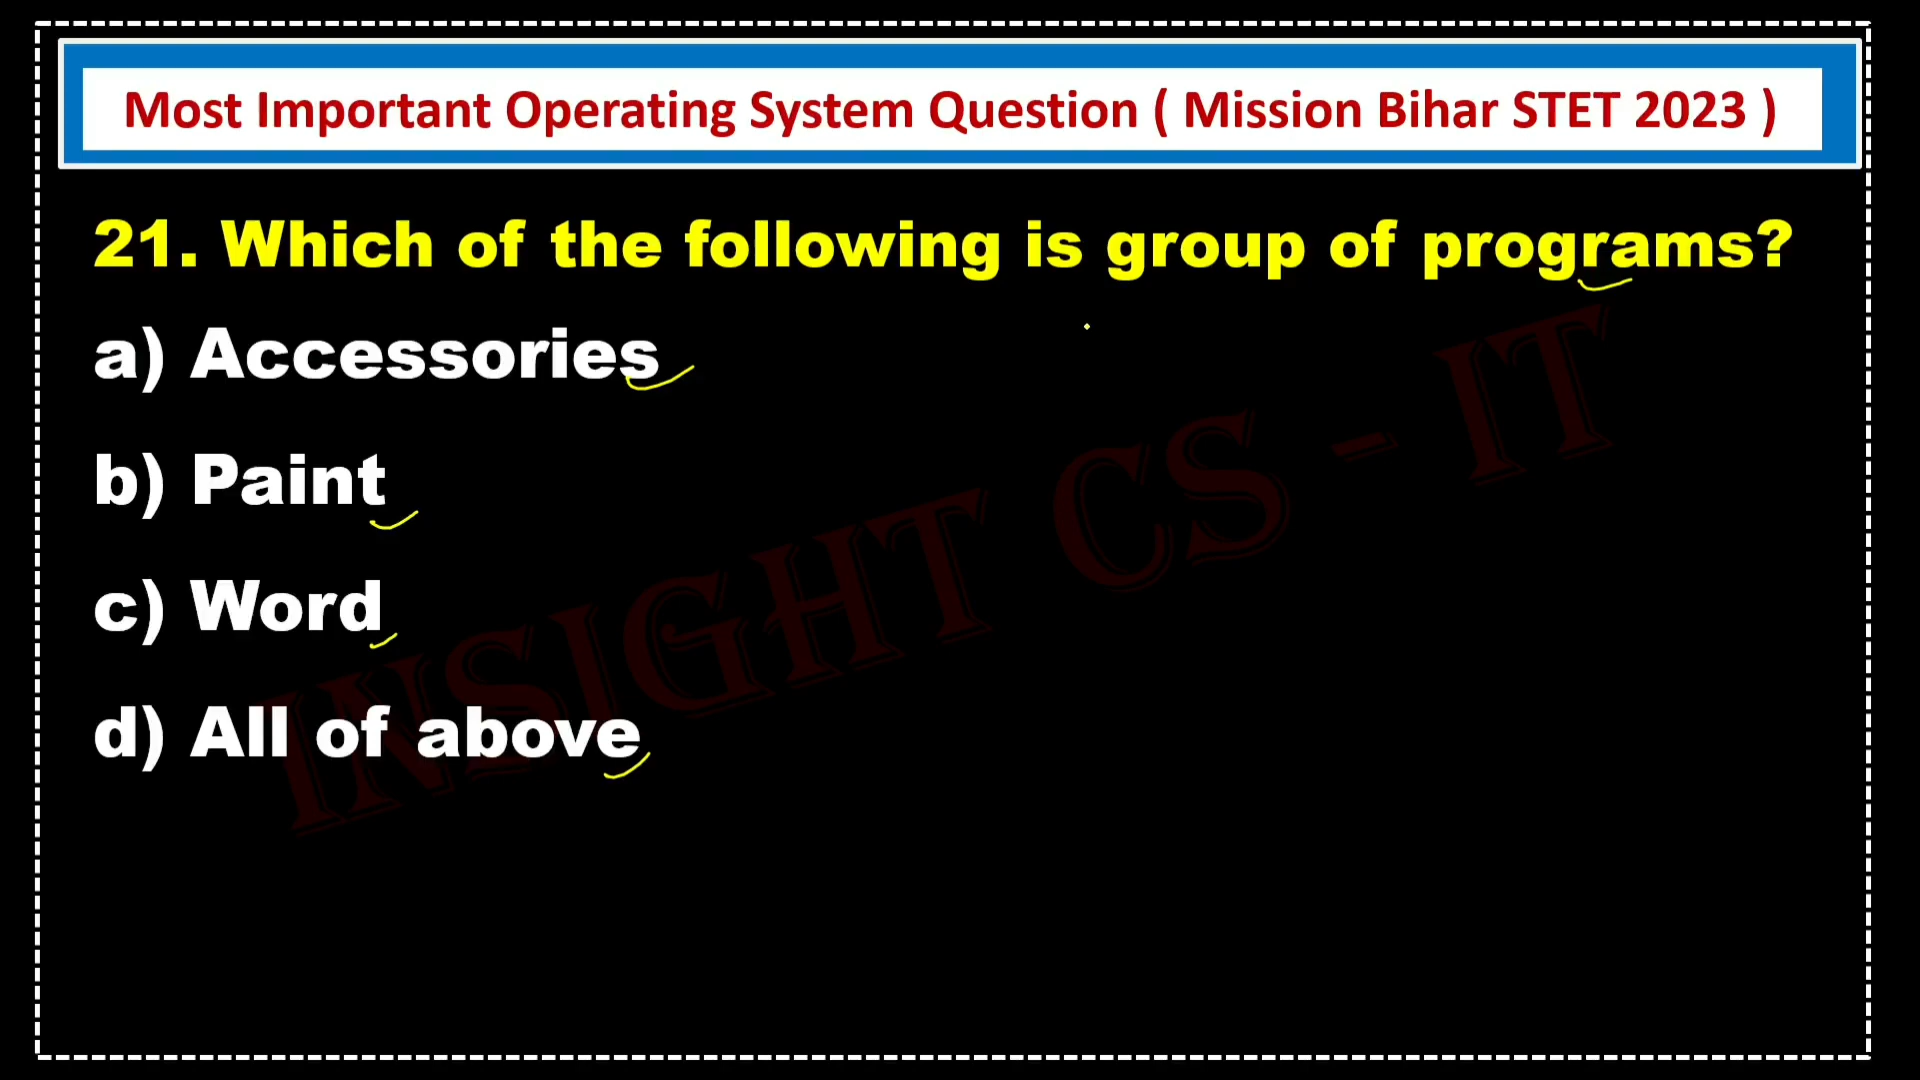 Most Important Operating System Question ( Mission Bihar STET 2023 )
21. Which of the following is group of programs?
a) Accessories
b) Paint
c) Word
d) All of above
INSIGHT CS - IT